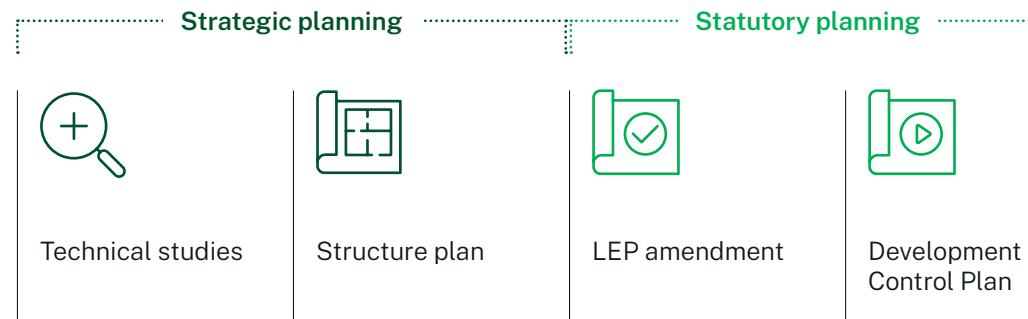 Strategic planning
Statutory planning
Technical studies
Structure plan
LEP amendment
Development
Control Plan